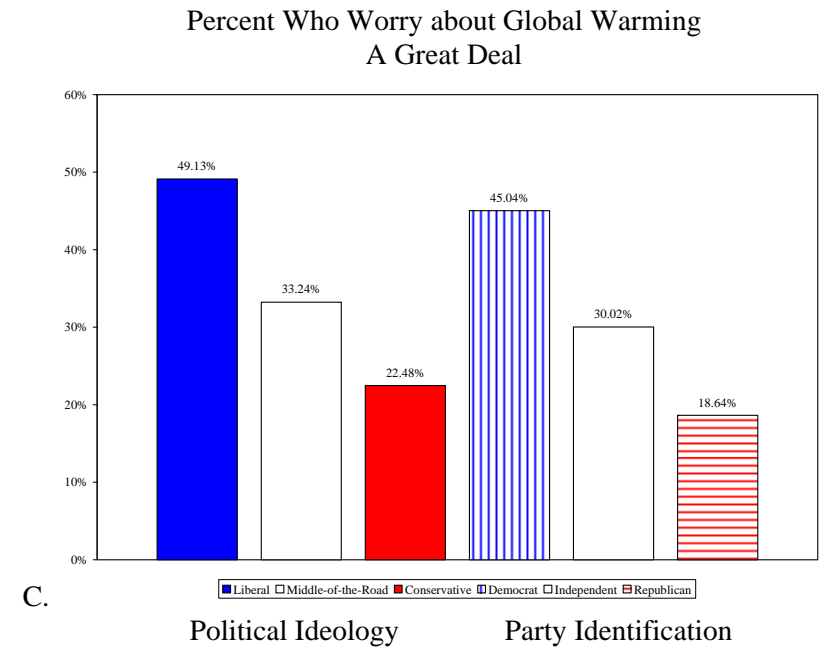 Percent Who Worry about Global Warming
A Great Deal
60%
50%
40%
30%
20%
10%
0%
49.13%
33.24%
22.48%
45.04%
30.02%
18.64%
Liberal Middle-of-the-Road Conservative Democrat Independent Republican
C.
Political Ideology Party Identification